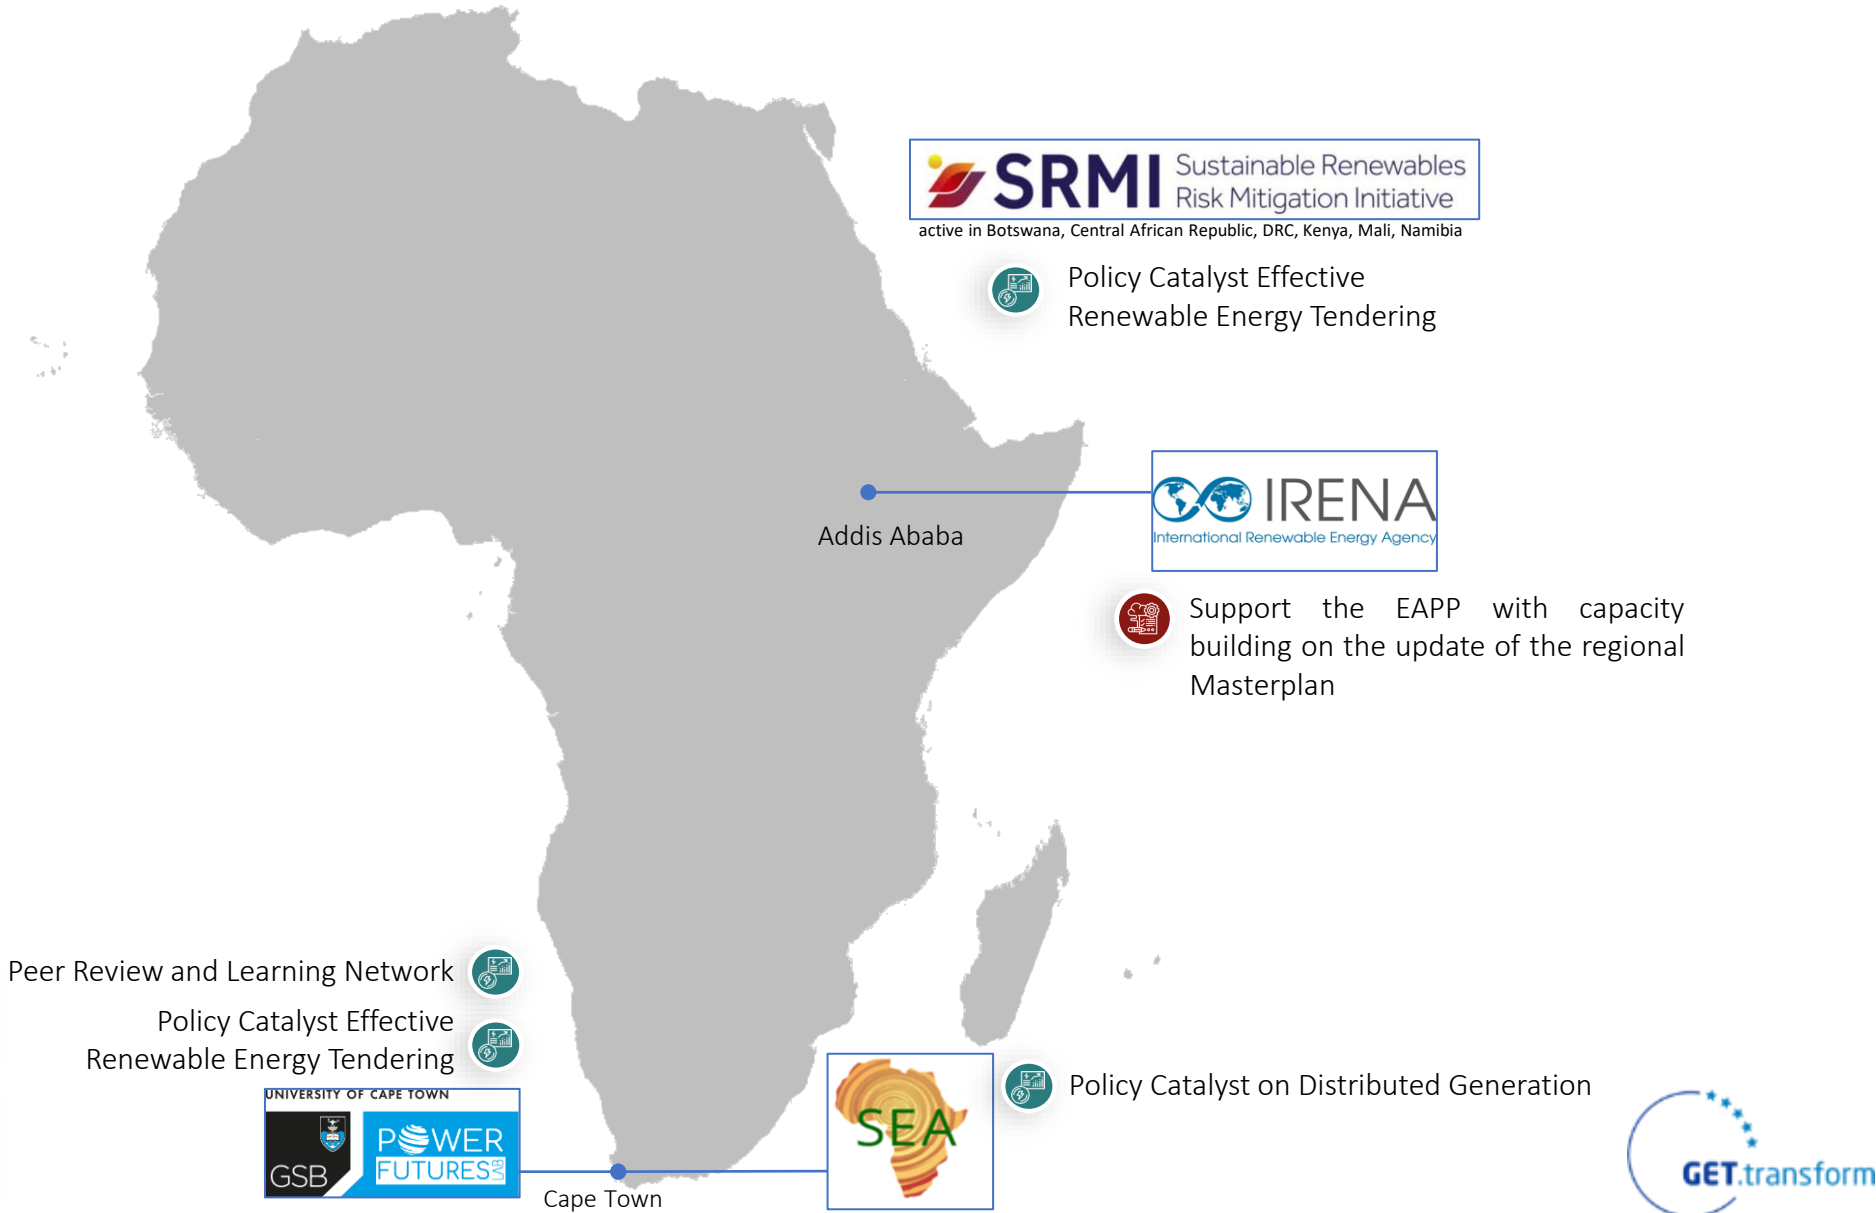 SRMI
Sustainable Renewables
Risk Mitigation Initiative
active in Botswana, Central African Republic, DRC, Kenya, Mali, Namibia
Policy Catalyst Effective
Renewable Energy Tendering
IRENA
International Renewable Energy Agency
Addis Ababa
Support the EAPP with capacity
building on the update of the regional
Masterplan
Peer Review and Learning Network
Policy Catalyst Effective
Renewable Energy Tendering
UNIVERSITY OF CAPE TOWN
GSB
POWER
FUTURES LAB
Cape Town
SEA
Policy Catalyst on Distributed Generation
GET.transform